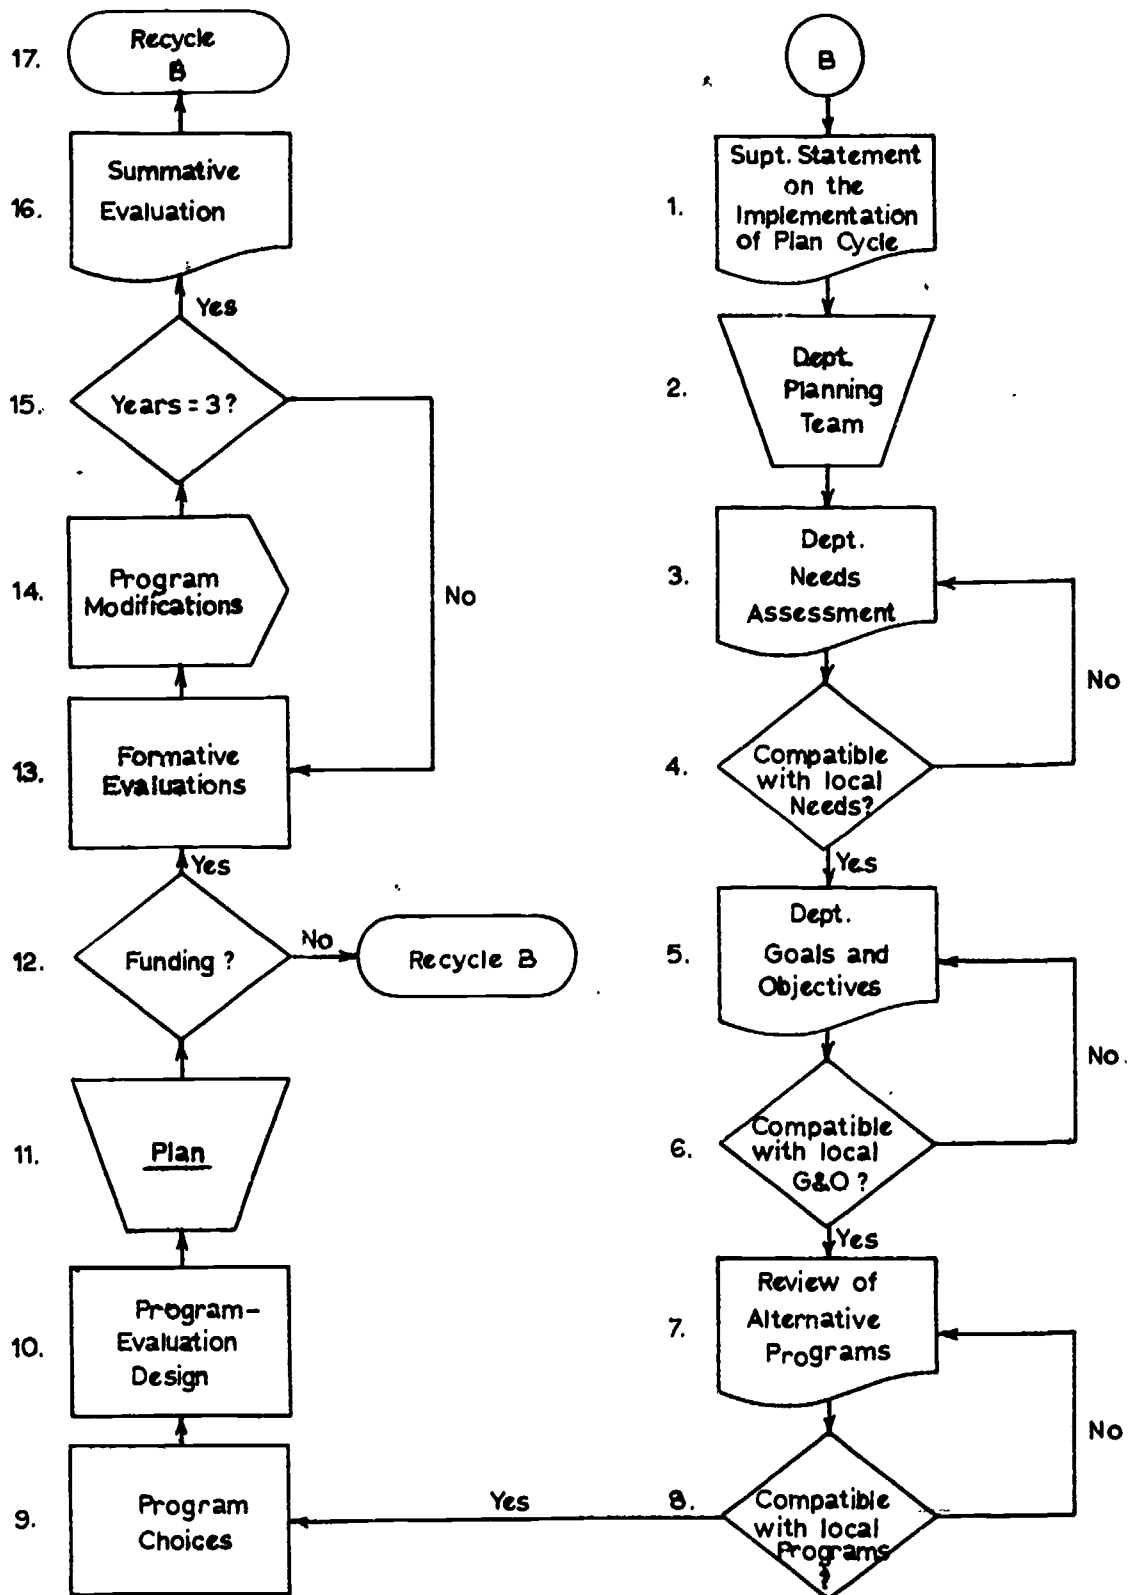 B
1.
Supt. Statement
on the
Implementation
of Plan Cycle
2.
Dept.
Planning
Team
3.
Dept.
Needs
Assessment
No
4.
Compatible
with local
Needs?
Yes
5.
Dept.
Goals and
Objectives
No.
6.
Compatible
with local
G&O ?
Yes
7.
Review of
Alternative
Programs
No
8.
Compatible
with local
Programs
?
Yes
9.
Program
Choices
10.
Program-
Evaluation
Design
11.
Plan
12.
Funding ?
No
Recycle B
Yes
13.
Formative
Evaluations
14.
Program
Modifications
15.
Years = 3 ?
No
Yes
16.
Summative
Evaluation
17.
Recycle
B